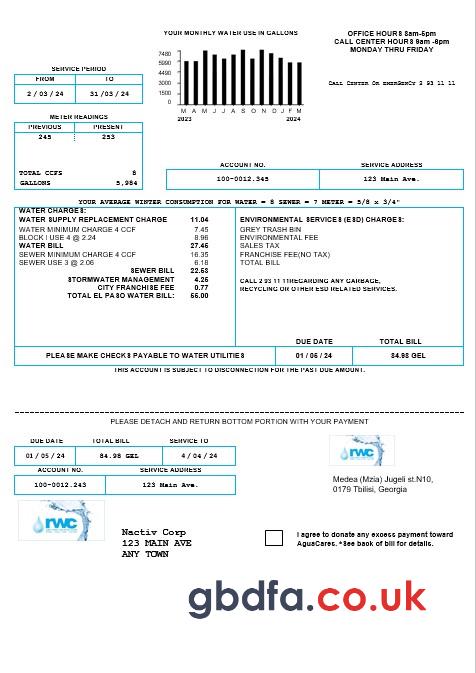 YOUR MONTHLY WATER USE IN GALLONS
OFFICE HOURS 8am-5pm
CALL CENTER HOURS 9am -6pm
MONDAY THRU FRIDAY
7480
5990
4490
3000
1500
0
M A M J J A S O N D J F M
2023 2024
CALL CENTER OR EMERGENCY 2 93 11 11
SERVICE PERIOD
FROM TO
2 / 03 / 24 31 /03 /24
METER READINGS
PREVIOUS PRESENT
245 253
TOTAL CCFS 8
GALLONS 5,984
ACCOUNT NO. SERVICE ADDRESS
100-0012.345 123 Main Ave.
YOUR AVERAGE WINTER CONSUMPTION FOR WATER = 8 SEWER = 7 METER = 5/8 x 3/4"
WATER CHARGES:
WATER SUPPLY REPLACEMENT CHARGE 11.04
WATER MINIMUM CHARGE 4 CCF 7.45
BLOCK I USE 4 @ 2.24 8.96
WATER BILL 27.45
SEWER MINIMUM CHARGE 4 CCF 16.35
SEWER USE 3 @ 2.06 6.18
SEWER BILL 22.53
STORMWATER MANAGEMENT 4.25
CITY FRANCHISE FEE 0.77
TOTAL EL PASO WATER BILL: 55.00
ENVIRONMENTAL SERVICES (ESD) CHARGES:
GREY TRASH BIN
ENVIRONMENTAL FEE
SALES TAX
FRANCHISE FEE(NO TAX)
TOTAL BILL
CALL 2 93 11 11REGARDING ANY GARBAGE,
RECYCLING OR OTHER ESD RELATED SERVICES.
DUE DATE TOTAL BILL
PLEASE MAKE CHECKS PAYABLE TO WATER UTILITIES 01 / 05 / 24 84.98 GEL
THIS ACCOUNT IS SUBJECT TO DISCONNECTION FOR THE PAST DUE AMOUNT.
PLEASE DETACH AND RETURN BOTTOM PORTION WITH YOUR PAYMENT
DUE DATE TOTAL BILL SERVICE TO
01 / 05 / 24 84.98 GEL 4 / 04 / 24
ACCOUNT NO. SERVICE ADDRESS
100-0012.243 123 Main Ave.
rwc
Medea (Mzia) Jugeli st.N10,
0179 Tbilisi, Georgia
rwc
Nactiv Corp
123 MAIN AVE
ANY TOWN
I agree to donate any excess payment toward
AguaCares. *See back of bill for details.
gbdfa.co.uk